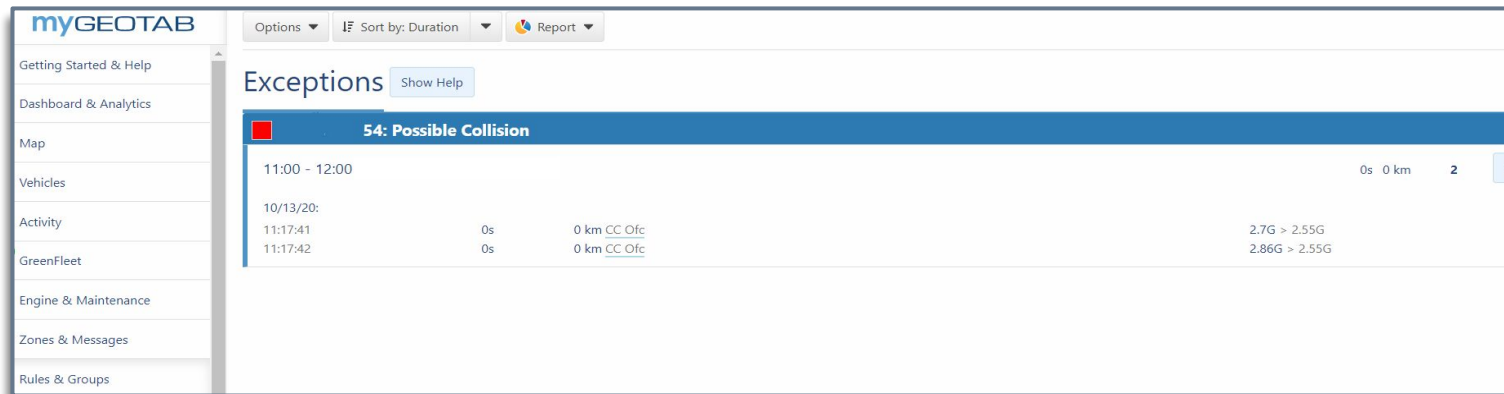 myGEOTAB
Options Sort by: Duration Report
Getting Started & Help
Exceptions Show Help
Dashboard & Analytics
54: Possible Collision
Map
11:00 - 12:00 0s 0 km 2
Vehicles
10/13/20:
Activity
11:17:41 0s 0 km CC Ofc 2.7G > 2.55G
11:17:42 0s 0 km CC Ofc 2.86G > 2.55G
GreenFleet
Engine & Maintenance
Zones & Messages
Rules & Groups